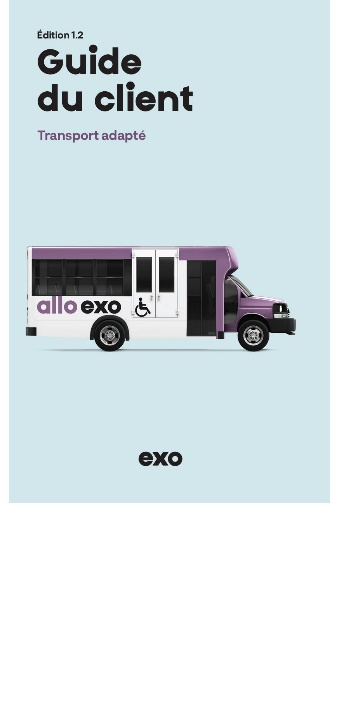 Édition 1.2
Guide
du client
Transport adapté
allo exo
exo